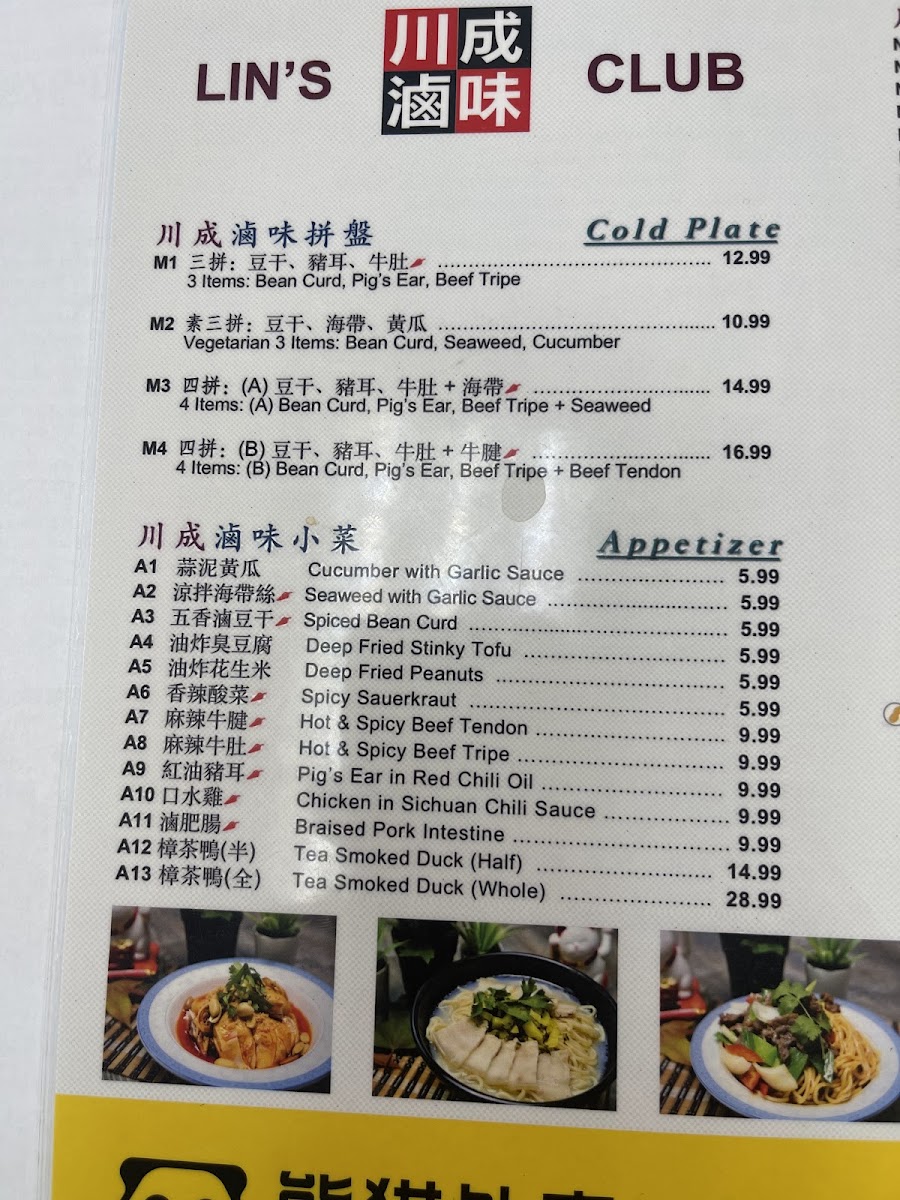 LIN'S 川成滷味 CLUB
川成滷味拼盤 Cold Plate
M1 三拼：豆干、豬耳、牛肚 12.99
3 Items: Bean Curd, Pig's Ear, Beef Tripe
M2 素三拼：豆干、海帶、黃瓜 10.99
Vegetarian 3 Items: Bean Curd, Seaweed, Cucumber
M3 四拼：(A) 豆干、豬耳、牛肚 + 海帶 14.99
4 Items: (A) Bean Curd, Pig's Ear, Beef Tripe + Seaweed
M4 四拼：(B) 豆干、豬耳、牛肚 + 牛腱 16.99
4 Items: (B) Bean Curd, Pig's Ear, Beef Tripe + Beef Tendon
川成滷味小菜 Appetizer
A1 蒜泥黃瓜 Cucumber with Garlic Sauce 5.99
A2 涼拌海帶絲 Seaweed with Garlic Sauce 5.99
A3 五香滷豆干 Spiced Bean Curd 5.99
A4 油炸臭豆腐 Deep Fried Stinky Tofu 5.99
A5 油炸花生米 Deep Fried Peanuts 5.99
A6 香辣酸菜 Spicy Sauerkraut 5.99
A7 麻辣牛腱 Hot & Spicy Beef Tendon 9.99
A8 麻辣牛肚 Hot & Spicy Beef Tripe 9.99
A9 紅油豬耳 Pig's Ear in Red Chili Oil 9.99
A10 口水雞 Chicken in Sichuan Chili Sauce 9.99
A11 滷肥腸 Braised Pork Intestine 9.99
A12 樟茶鴨(半) Tea Smoked Duck (Half) 14.99
A13 樟茶鴨(全) Tea Smoked Duck (Whole) 28.99